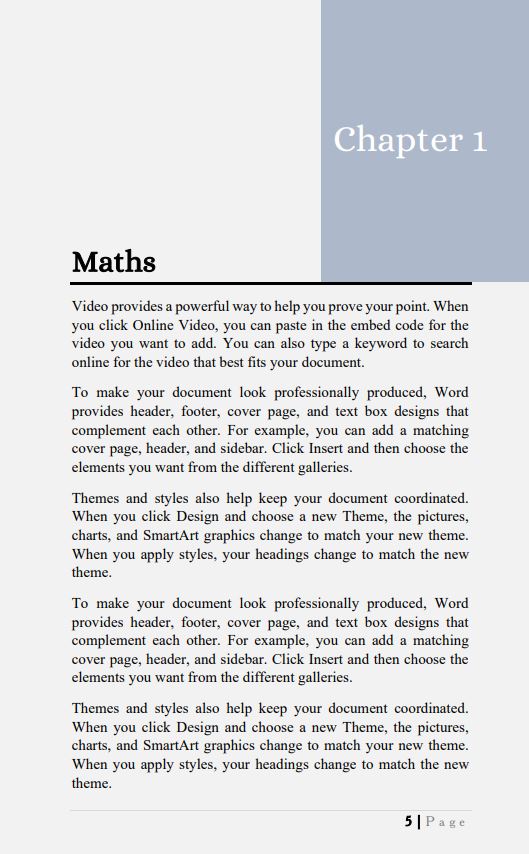 Chapter 1
Maths
Video provides a powerful way to help you prove your point. When
you click Online Video, you can paste in the embed code for the
video you want to add. You can also type a keyword to search
online for the video that best fits your document.
To make your document look professionally produced, Word
provides header, footer, cover page, and text box designs that
complement each other. For example, you can add a matching
cover page, header, and sidebar. Click Insert and then choose the
elements you want from the different galleries.
Themes and styles also help keep your document coordinated.
When you click Design and choose a new Theme, the pictures,
charts, and SmartArt graphics change to match your new theme.
When you apply styles, your headings change to match the new
theme.
To make your document look professionally produced, Word
provides header, footer, cover page, and text box designs that
complement each other. For example, you can add a matching
cover page, header, and sidebar. Click Insert and then choose the
elements you want from the different galleries.
Themes and styles also help keep your document coordinated.
When you click Design and choose a new Theme, the pictures,
charts, and SmartArt graphics change to match your new theme.
When you apply styles, your headings change to match the new
theme.
5 | Page